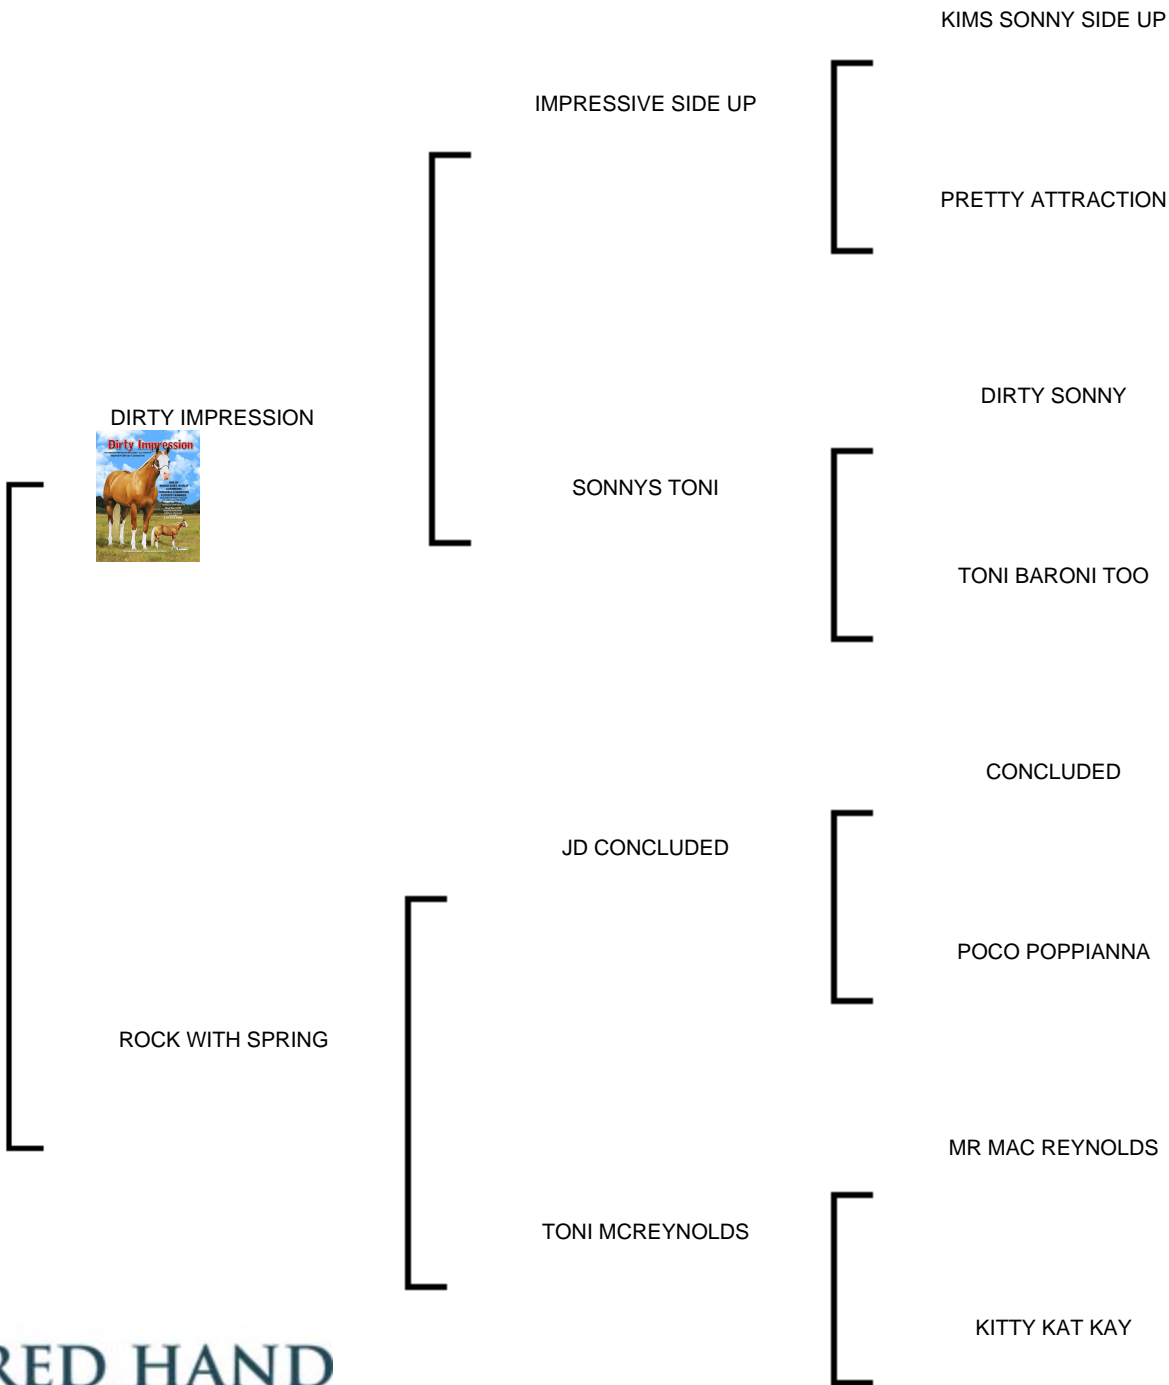 KIMS SONNY SIDE UP
IMPRESSIVE SIDE UP
PRETTY ATTRACTION
DIRTY SONNY
DIRTY IMPRESSION
Dirty Impression
SONNYS TONI
TONI BARONI TOO
CONCLUDED
JD CONCLUDED
POCO POPPIANNA
ROCK WITH SPRING
MR MAC REYNOLDS
TONI MCREYNOLDS
KITTY KAT KAY
RED HAND